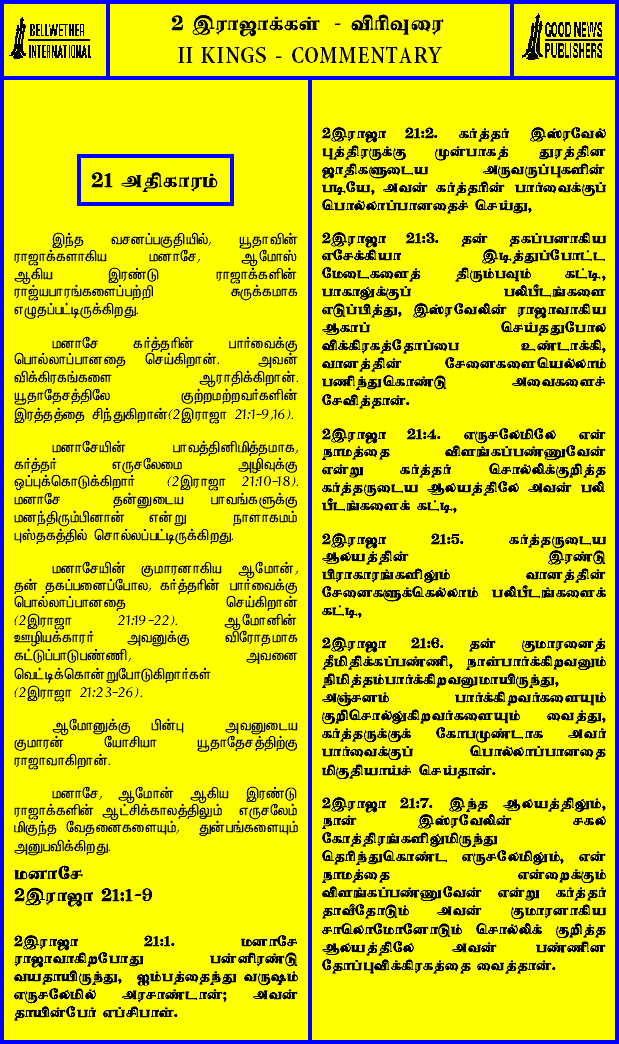 BELLWETHER
INTERNATIONAL
2 இராஜாக்கள் - விரிவுரை
II KINGS - COMMENTARY
GOOD NEWS
PUBLISHERS
21 அதிகாரம்
இந்த வசனப்பகுதியில், யூதாவின்
ராஜாக்களாகிய மனாசே, ஆமோஸ்
ஆகிய இரண்டு ராஜாக்களின்
ராஜ்யபாரங்களைப்பற்றி சுருக்கமாக
எழுதப்பட்டிருக்கிறது.
மனாசே கர்த்தரின் பார்வைக்கு
பொல்லாப்பானதை செய்கிறான். அவன்
விக்கிரகங்களை ஆராதிக்கிறான்.
யூதாதேசத்திலே குற்றமற்றவர்களின்
இரத்தத்தை சிந்துகிறான்(2இராஜா 21:1-9,16).
மனாசேயின் பாவத்தினிமித்தமாக,
கர்த்தர் எருசலேமை அழிவுக்கு
ஒப்புக்கொடுக்கிறார் (2இராஜா 21:10-18).
மனாசே தன்னுடைய பாவங்களுக்கு
மனந்திரும்பினான் என்று நாளாகமம்
புஸ்தகத்தில் சொல்லப்பட்டிருக்கிறது.
மனாசேயின் குமாரனாகிய ஆமோன்,
தன் தகப்பனைப்போல, கர்த்தரின் பார்வைக்கு
பொல்லாப்பானதை செய்கிறான்
(2இராஜா 21:19-22). ஆமோனின்
ஊழியக்காரர் அவனுக்கு விரோதமாக
கட்டுப்பாடுபண்ணி, அவனை
வெட்டிக்கொன்றுபோடுகிறார்கள்
(2இராஜா 21:23-26).
ஆமோனுக்கு பின்பு அவனுடைய
குமாரன் யோசியா யூதாதேசத்திற்கு
ராஜாவாகிறான்.
மனாசே, ஆமோன் ஆகிய இரண்டு
ராஜாக்களின் ஆட்சிக்காலத்திலும் எருசலேம்
மிகுந்த வேதனைகளையும், துன்பங்களையும்
அனுபவிக்கிறது.
மனாசே
2இராஜா 21:1-9
2இராஜா 21:1. மனாசே
ராஜாவாகிறபோது பன்னிரண்டு
வயதாயிருந்து, ஐம்பத்தைந்து வருஷம்
எருசலேமில் அரசாண்டான்; அவன்
தாயின்பேர் எப்சிபாள்.
2இராஜா 21:2. கர்த்தர் இஸ்ரவேல்
புத்திரருக்கு முன்பாகத் துரத்தின
ஜாதிகளுடைய அருவருப்புகளின்
படியே, அவன் கர்த்தரின் பார்வைக்குப்
பொல்லாப்பானதைச் செய்து,
2இராஜா 21:3. தன் தகப்பனாகிய
எசேக்கியா இடித்துப்போட்ட
மேடைகளைத் திரும்பவும் கட்டி,
பாகாலுக்குப் பலிபீடங்களை
எடுப்பித்து, இஸ்ரவேலின் ராஜாவாகிய
ஆகாப் செய்ததுபோல
விக்கிரகத்தோப்பை உண்டாக்கி,
வானத்தின் சேனைகளையெல்லாம்
பணிந்துகொண்டு அவைகளைச்
சேவித்தான்.
2இராஜா 21:4. எருசலேமிலே என்
நாமத்தை விளங்கப்பண்ணுவேன்
என்று கர்த்தர் சொல்லிக்குறித்த
கர்த்தருடைய ஆலயத்திலே அவன் பலி
பீடங்களைக் கட்டி,
2இராஜா 21:5. கர்த்தருடைய
ஆலயத்தின் இரண்டு
பிராகாரங்களிலும் வானத்தின்
சேனைகளுக்கெல்லாம் பலிபீடங்களைக்
கட்டி,
2இராஜா 21:6. தன் குமாரனைத்
தீமிதிக்கப்பண்ணி, நாள்பார்க்கிறவனும்
நிமித்தம்பார்க்கிறவனுமாயிருந்து,
அஞ்சனம் பார்க்கிறவர்களையும்
குறிசொல்லுகிறவர்களையும் வைத்து,
கர்த்தருக்குக் கோபமுண்டாக அவர்
பார்வைக்குப் பொல்லாப்பானதை
மிகுதியாய்ச் செய்தான்.
2இராஜா 21:7. இந்த ஆலயத்திலும்,
நான் இஸ்ரவேலின் சகல
கோத்திரங்களிலுமிருந்து
தெரிந்துகொண்ட எருசலேமிலும், என்
நாமத்தை என்றைக்கும்
விளங்கப்பண்ணுவேன் என்று கர்த்தர்
தாவீதோடும் அவன் குமாரனாகிய
சாலொமோனோடும் சொல்லிக் குறித்த
ஆலயத்திலே அவன் பண்ணின
தோப்புவிக்கிரகத்தை வைத்தான்.